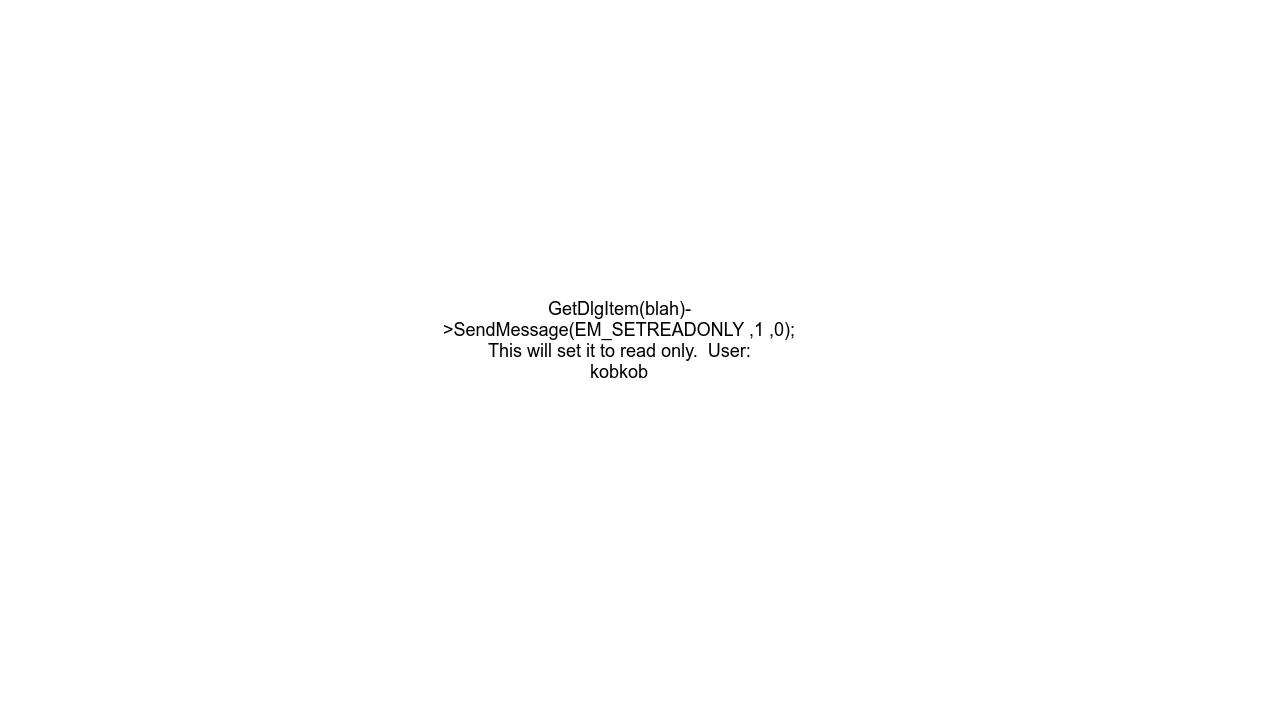 GetDlgItem(blah)-
>SendMessage(EM_SETREADONLY ,1 ,0);
This will set it to read only.  User:
kobkob